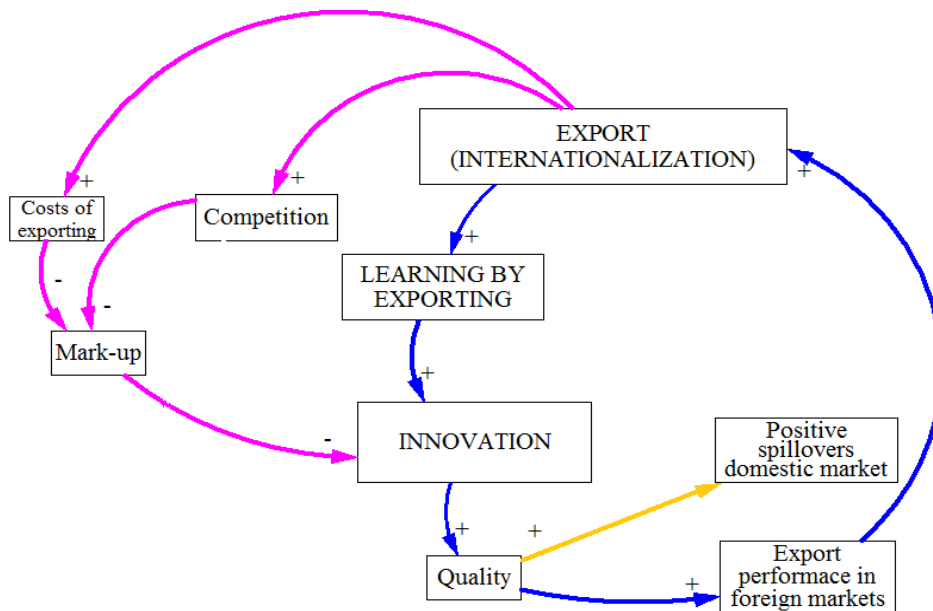 EXPORT
(INTERNATIONALIZATION)
+
+
+
Costs of
exporting
Competition
+
LEARNING BY
EXPORTING
-
-
Mark-up
+
-
INNOVATION
Positive
spillovers
domestic market
+
+
Quality
+
Export
performace in
foreign markets